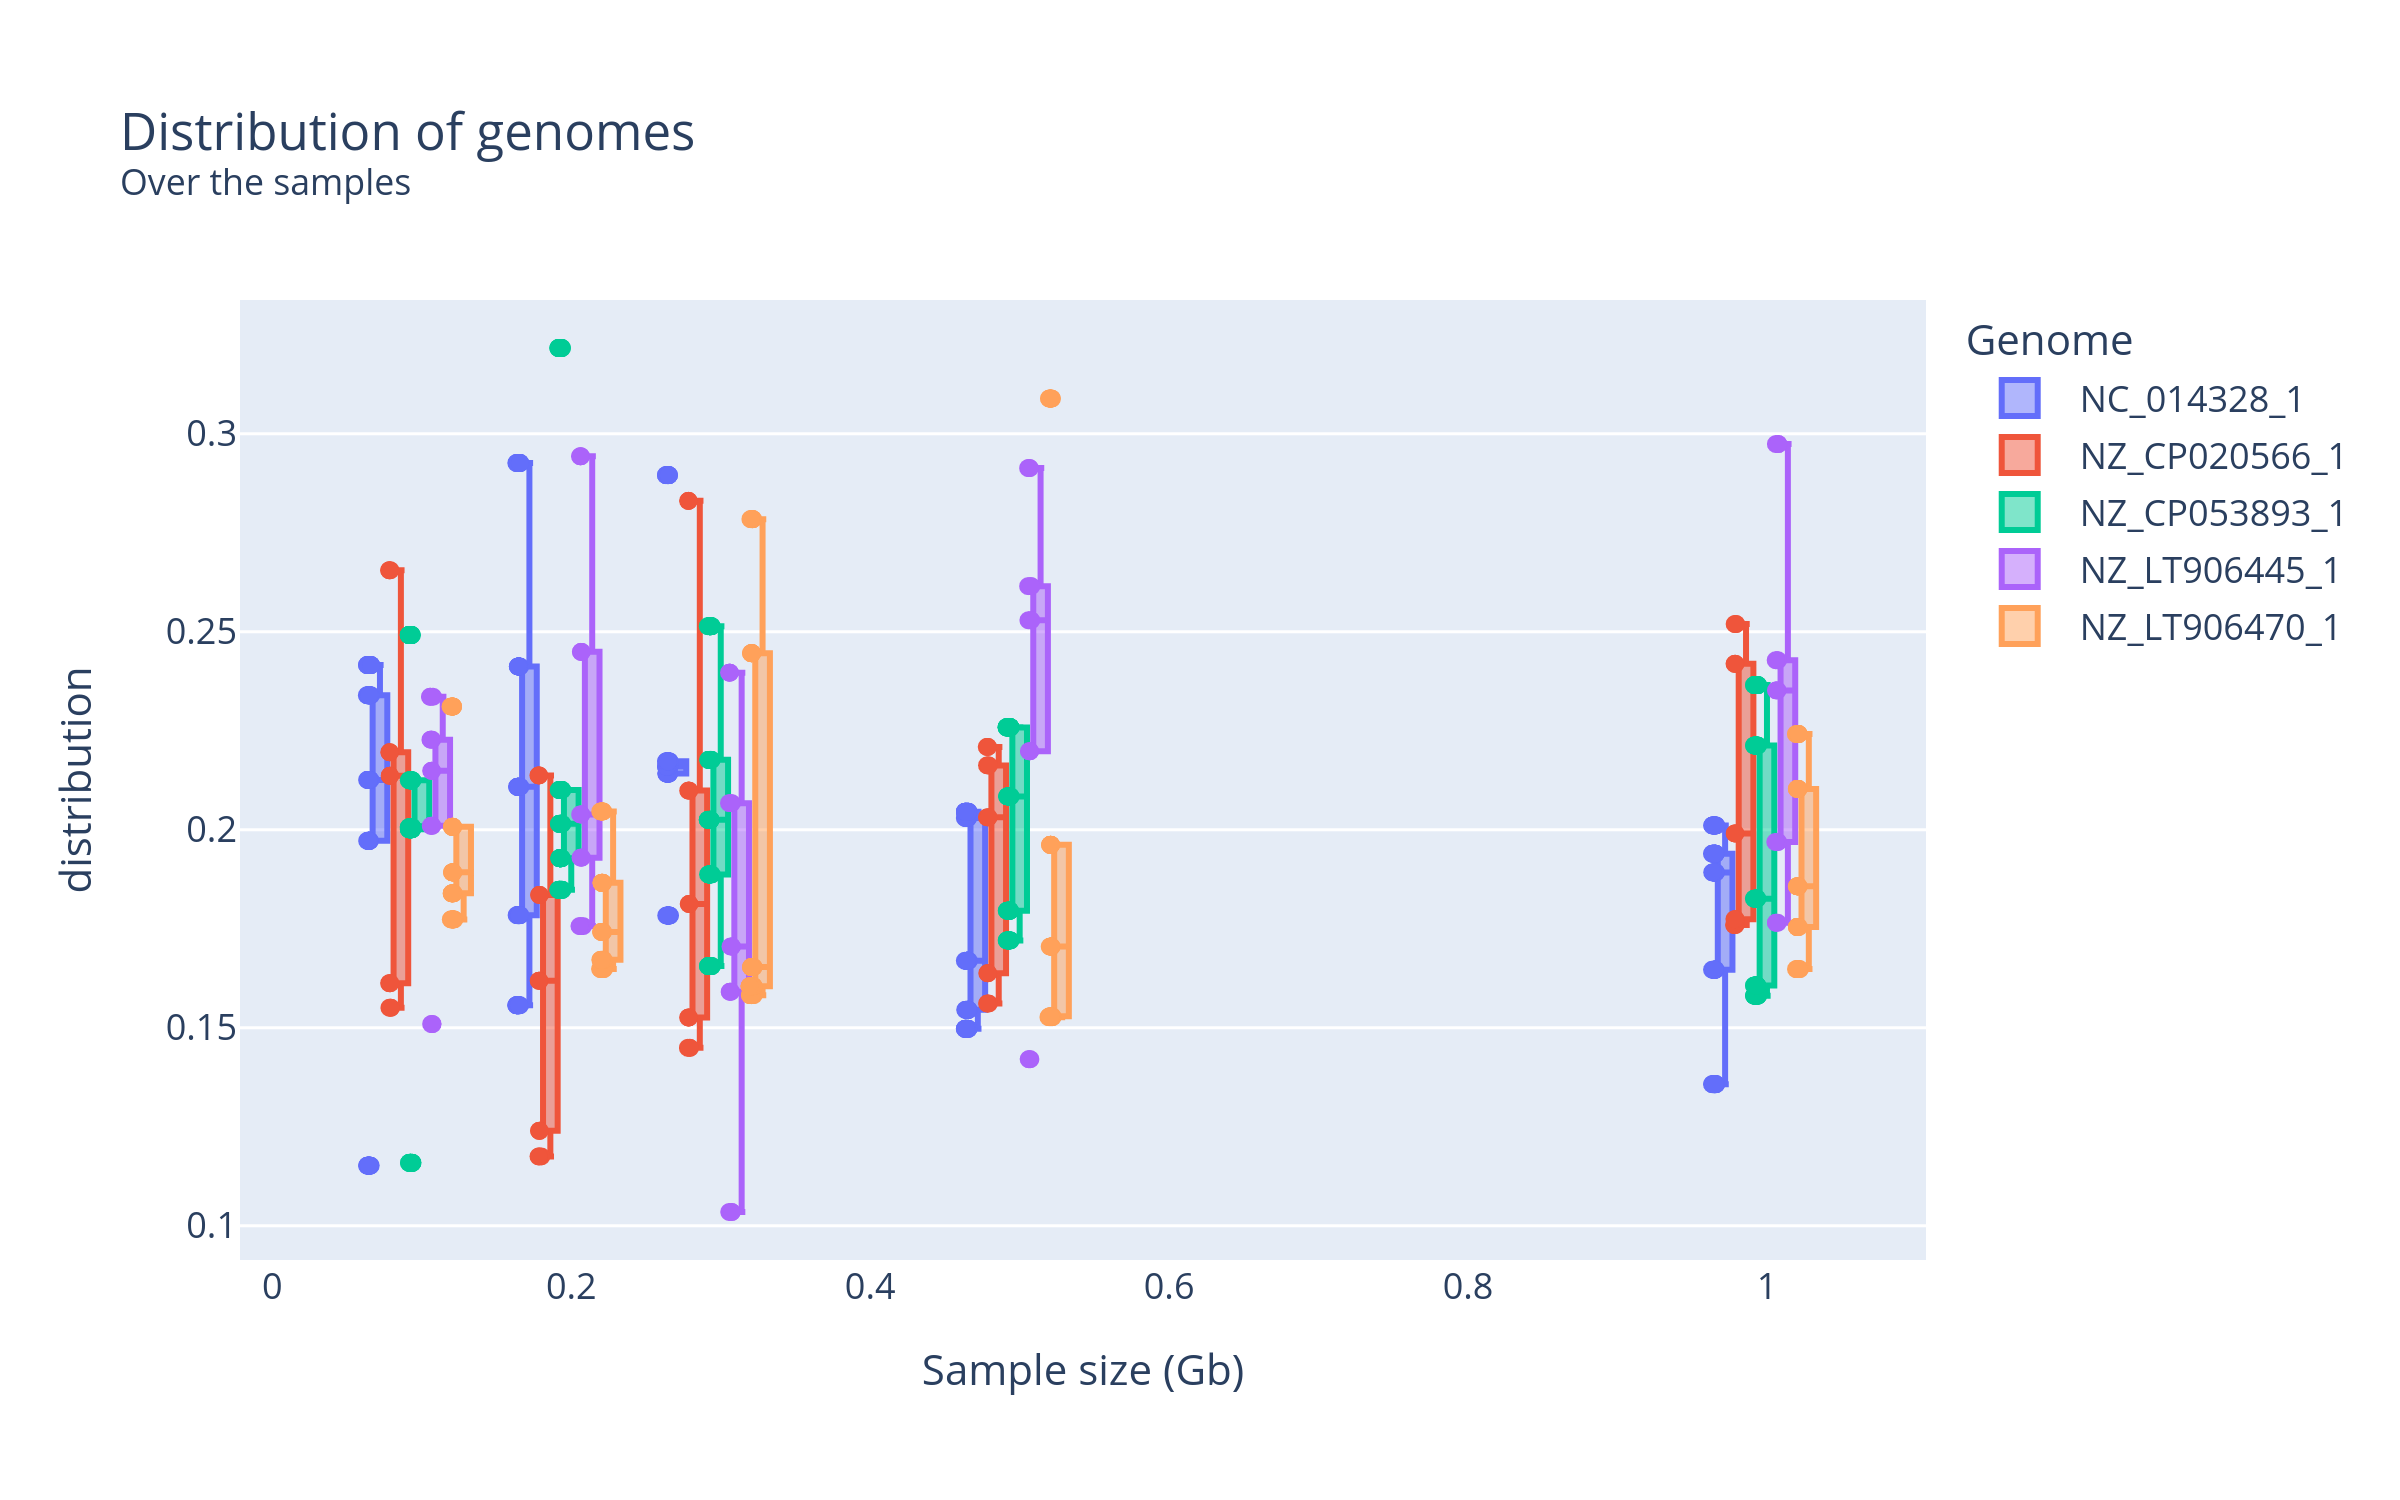 Distribution of genomes
Over the samples
Genome
NC_014328_1
NZ_CP020566_1
NZ_CP053893_1
NZ_LT906445_1
NZ_LT906470_1
distribution
0.3
0.25
0.2
0.15
0.1
0
0.2
0.4
0.6
0.8
1
Sample size (Gb)